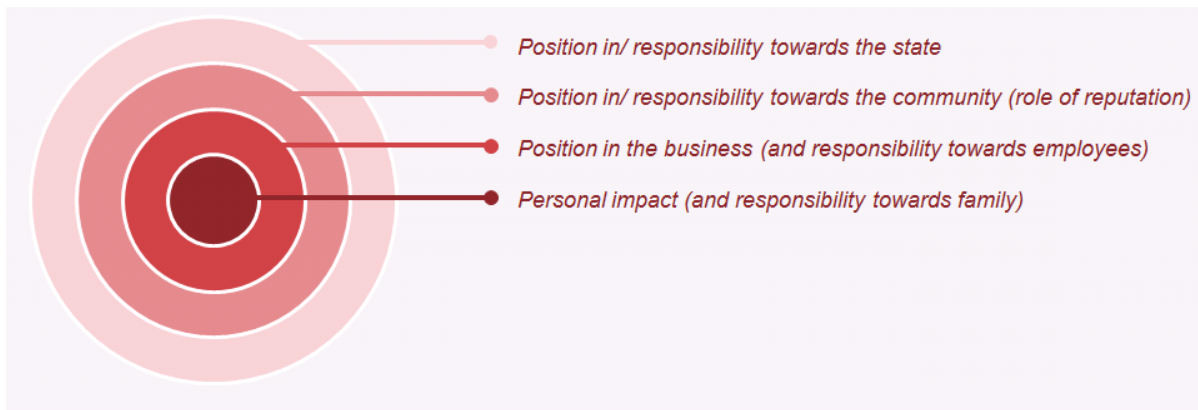 Position in/ responsibility towards the state
Position in/ responsibility towards the community (role of reputation)
Position in the business (and responsibility towards employees)
Personal impact (and responsibility towards family)